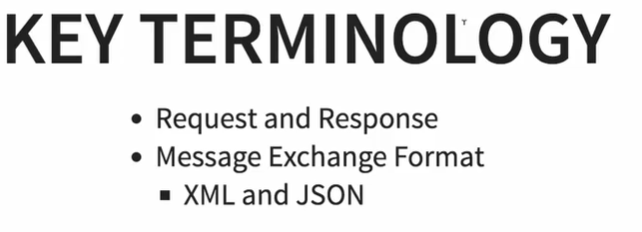 KEY TERMINOLOGY
• Request and Response
• Message Exchange Format
▪ XML and JSON